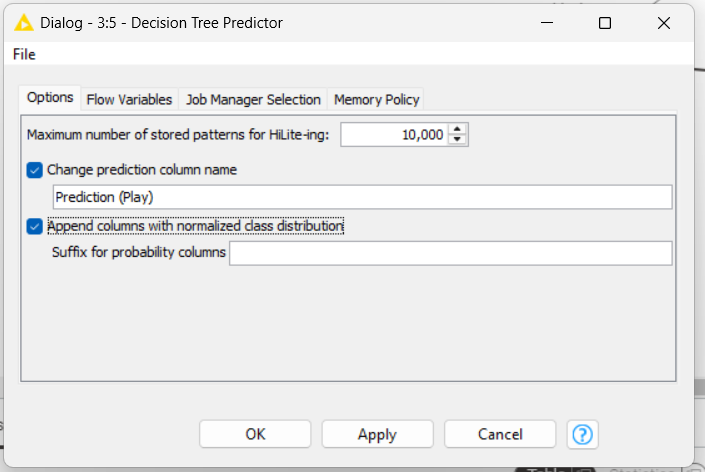 Dialog - 3:5 - Decision Tree Predictor
File
Options Flow Variables Job Manager Selection Memory Policy
Maximum number of stored patterns for HiLite-ing: 10,000
Change prediction column name
Prediction (Play)
Append columns with normalized class distribution
Suffix for probability columns
OK Apply Cancel ?